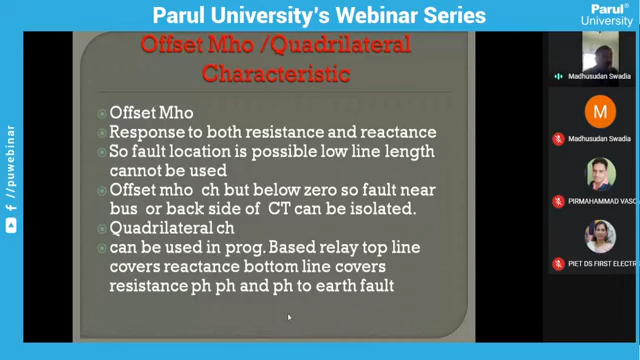 Parul University's Webinar Series
Parul®
University
Offset Mho /Quadrilateral
Characteristic
Offset Mho
Response to both resistance and reactance
So fault location is possible low line length
cannot be used
Offset mho ch but below zero so fault near
bus or back side of CT can be isolated.
Quadrilateral ch
can be used in prog. Based relay top line
covers reactance bottom line covers
resistance ph ph and ph to earth fault
/puwebinar
Madhusudan Swadia
M
Madhusudan Swadia
PIRMAHAMMAD VASC
PIET DS FIRST ELECTR